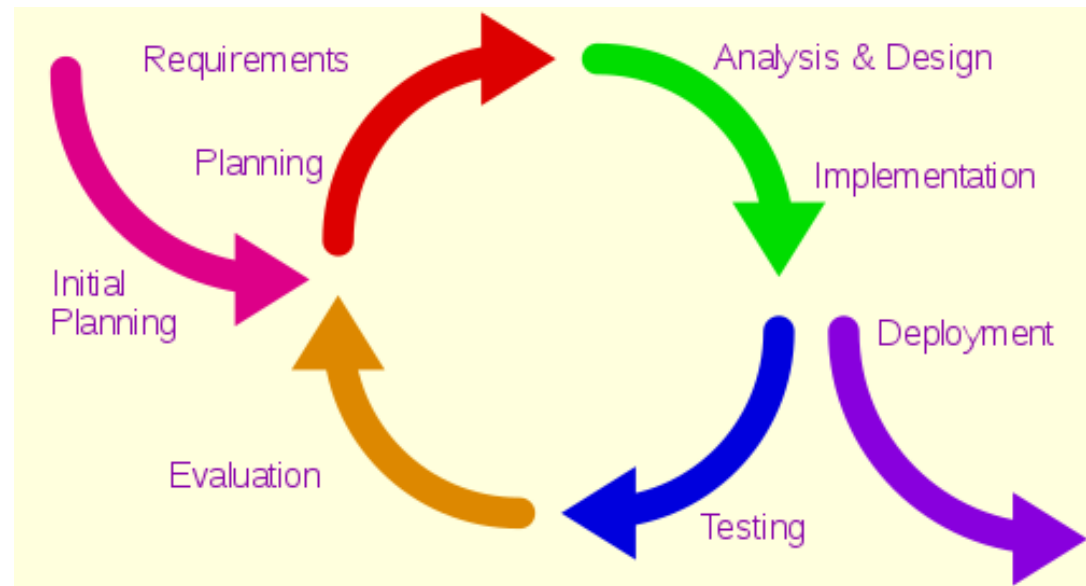 Requirements
Analysis & Design
Planning
Implementation
Initial
Planning
Deployment
Evaluation
Testing